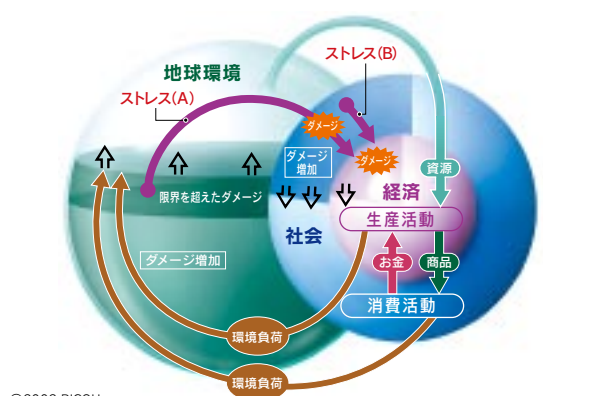 地球環境
ストレス(A)
ストレス(B)
ダメージ
ダメージ
ダメージ
増加
資源
限界を超えたダメージ
経済
生産活動
社会
ダメージ増加
お金
商品
消費活動
環境負荷
環境負荷